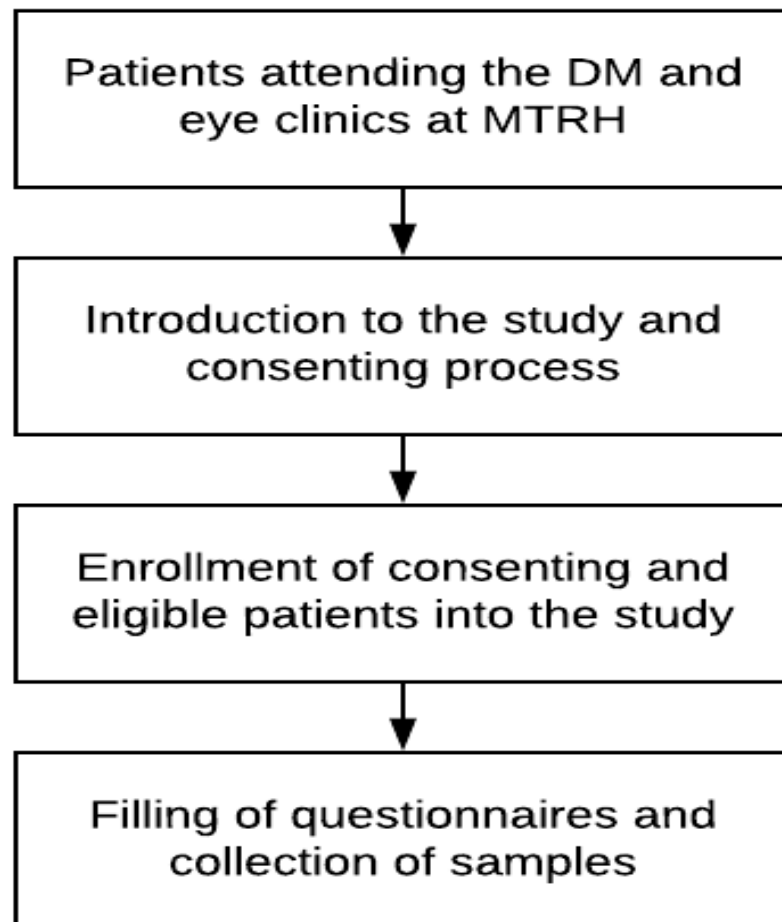 Patients attending the DM and
eye clinics at MTRH
Introduction to the study and
consenting process
Enrollment of consenting and
eligible patients into the study
Filling of questionnaires and
collection of samples